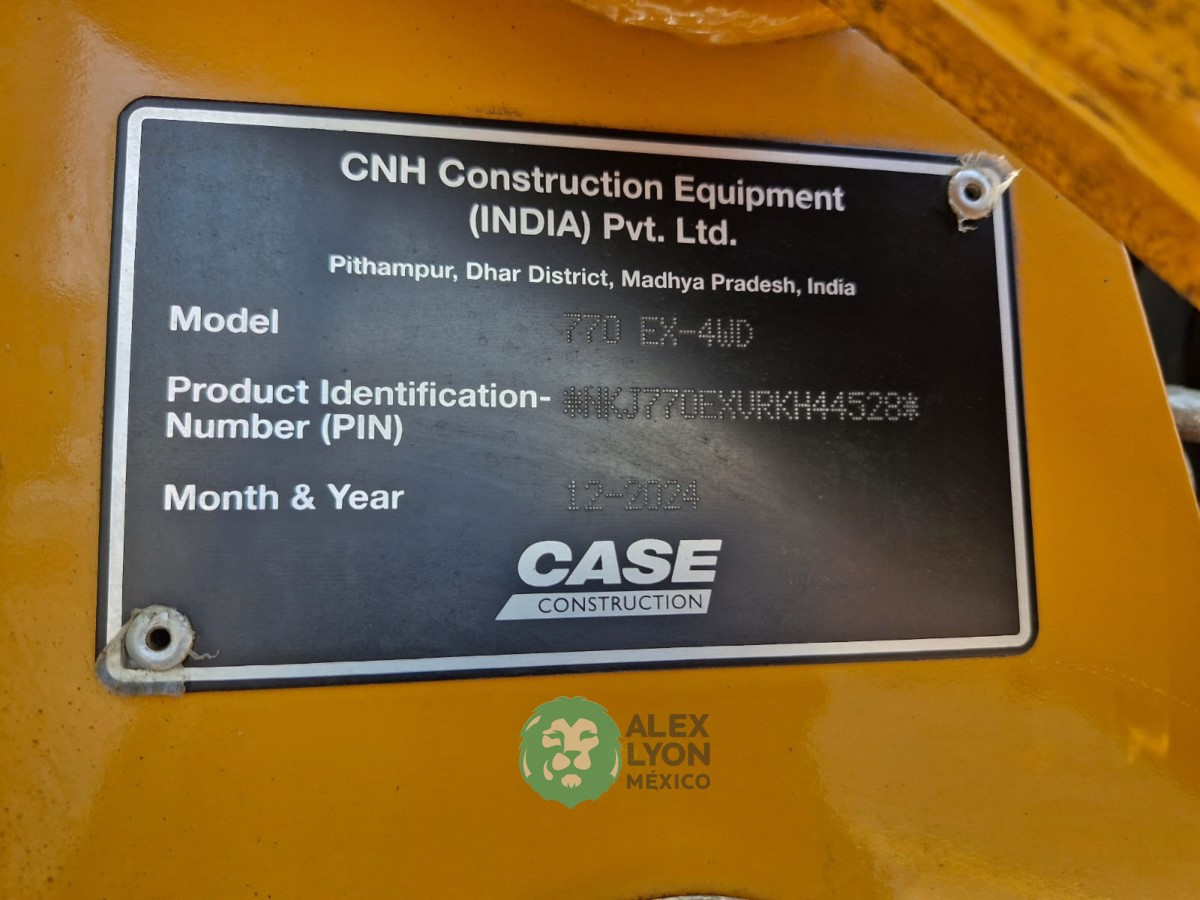 CNH Construction Equipment
(INDIA) Pvt. Ltd.
Pithampur, Dhar District, Madhya Pradesh, India
Model 770 EX-4WD
Product Identification- *NKJ770EXVRKH44528*
Number (PIN)
Month & Year 12-2024
CASE
CONSTRUCTION
ALEX
LYON
MÉXICO